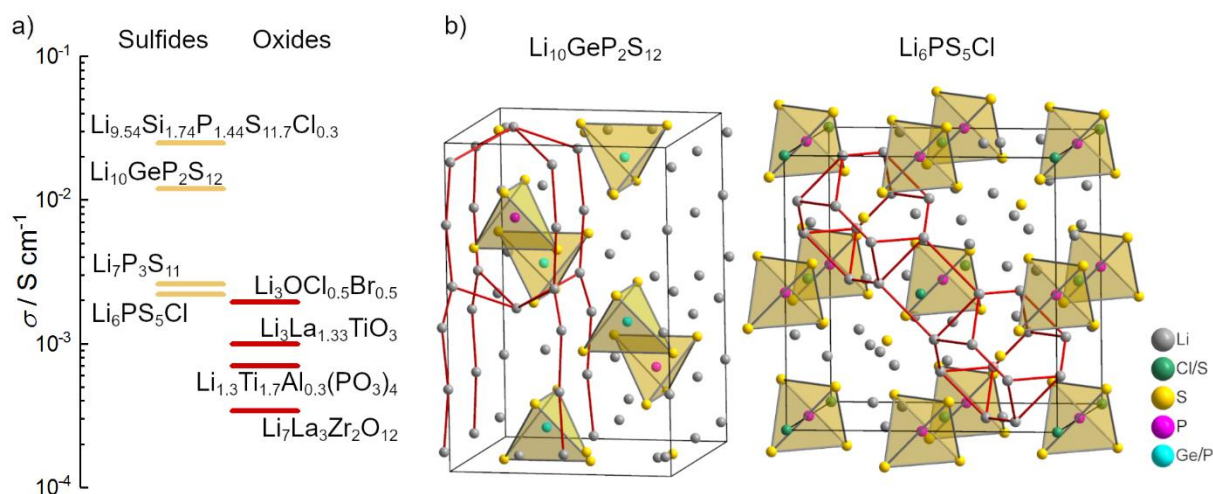 a)
Sulfides Oxides
10⁻¹
10⁻²
10⁻³
10⁻⁴
σ / S cm⁻¹
Li₉.₅₄Si₁.₇₄P₁.₄₄S₁₁.₇Cl₀.₃
Li₁₀GeP₂S₁₂
Li₇P₃S₁₁
Li₆PS₅Cl
Li₃OCl₀.₅Br₀.₅
Li₃La₁.₃₃TiO₃
Li₁.₃Ti₁.₇Al₀.₃(PO₃)₄
Li₇La₃Zr₂O₁₂
b)
Li₁₀GeP₂S₁₂
Li₆PS₅Cl
Li
Cl/S
S
P
Ge/P